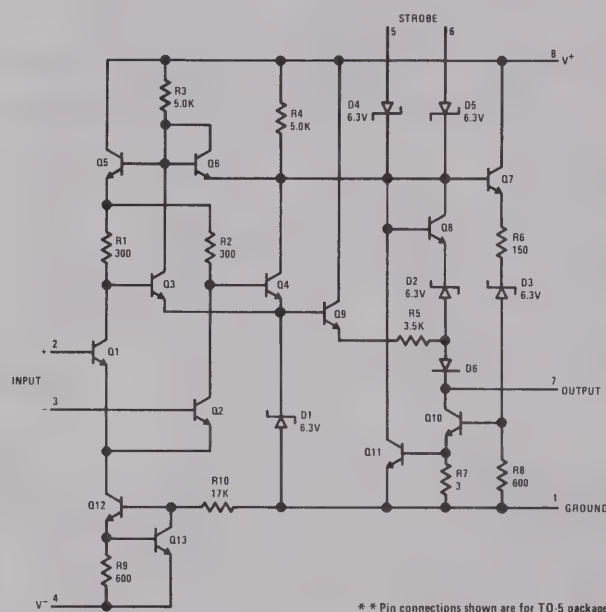 STROBE
5 6
8 V+
R3
5.0K
R4
5.0K
D4
6.3V
D5
6.3V
Q5
Q6
Q7
R1
300
R2
300
Q8
R6
150
Q3
Q4
D2
6.3V
D3
6.3V
Q9
R5
3.5K
2
+
Q1
D6
INPUT
7 OUTPUT
3
-
Q2
D1
6.3V
Q10
Q11
R10
17K
R7
3
R8
600
Q12
1
GROUND
Q13
R9
600
V- 4
* * Pin connections shown are for TO-5 package